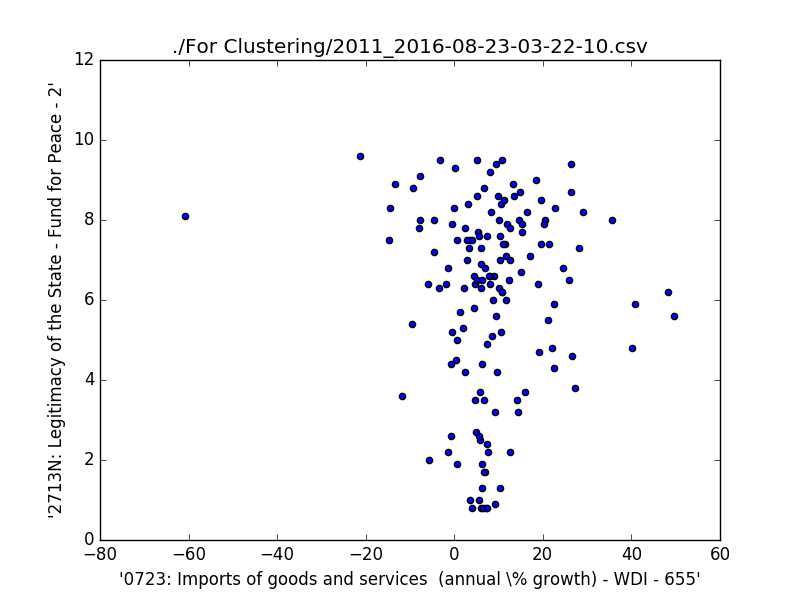 ./For Clustering/2011_2016-08-23-03-22-10.csv
'2713N: Legitimacy of the State - Fund for Peace - 2'
12
10
8
6
4
2
0
−80 −60 −40 −20 0 20 40 60
'0723: Imports of goods and services  (annual \% growth) - WDI - 655'